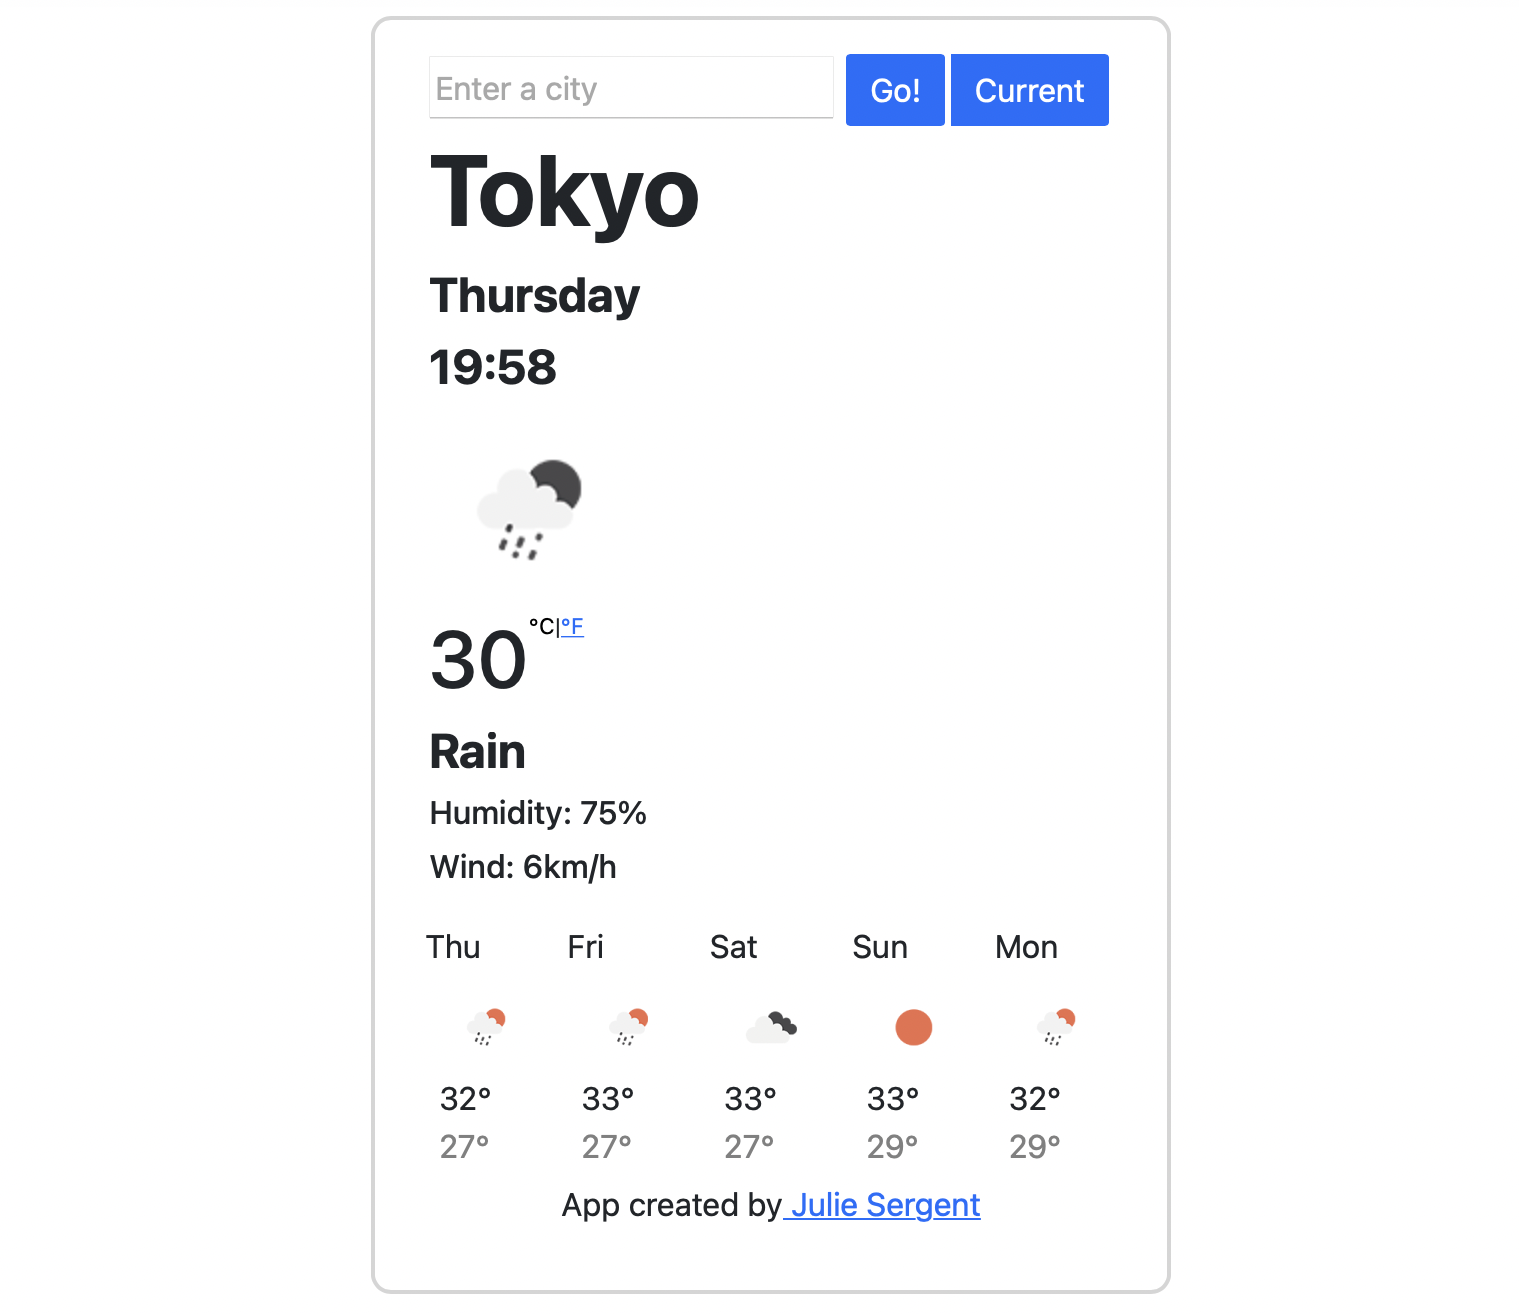 Enter a city Go! Current
Tokyo
Thursday
19:58
30 °C|°F
Rain
Humidity: 75%
Wind: 6km/h
Thu Fri Sat Sun Mon
32° 33° 33° 33° 32°
27° 27° 27° 29° 29°
App created by Julie Sergent